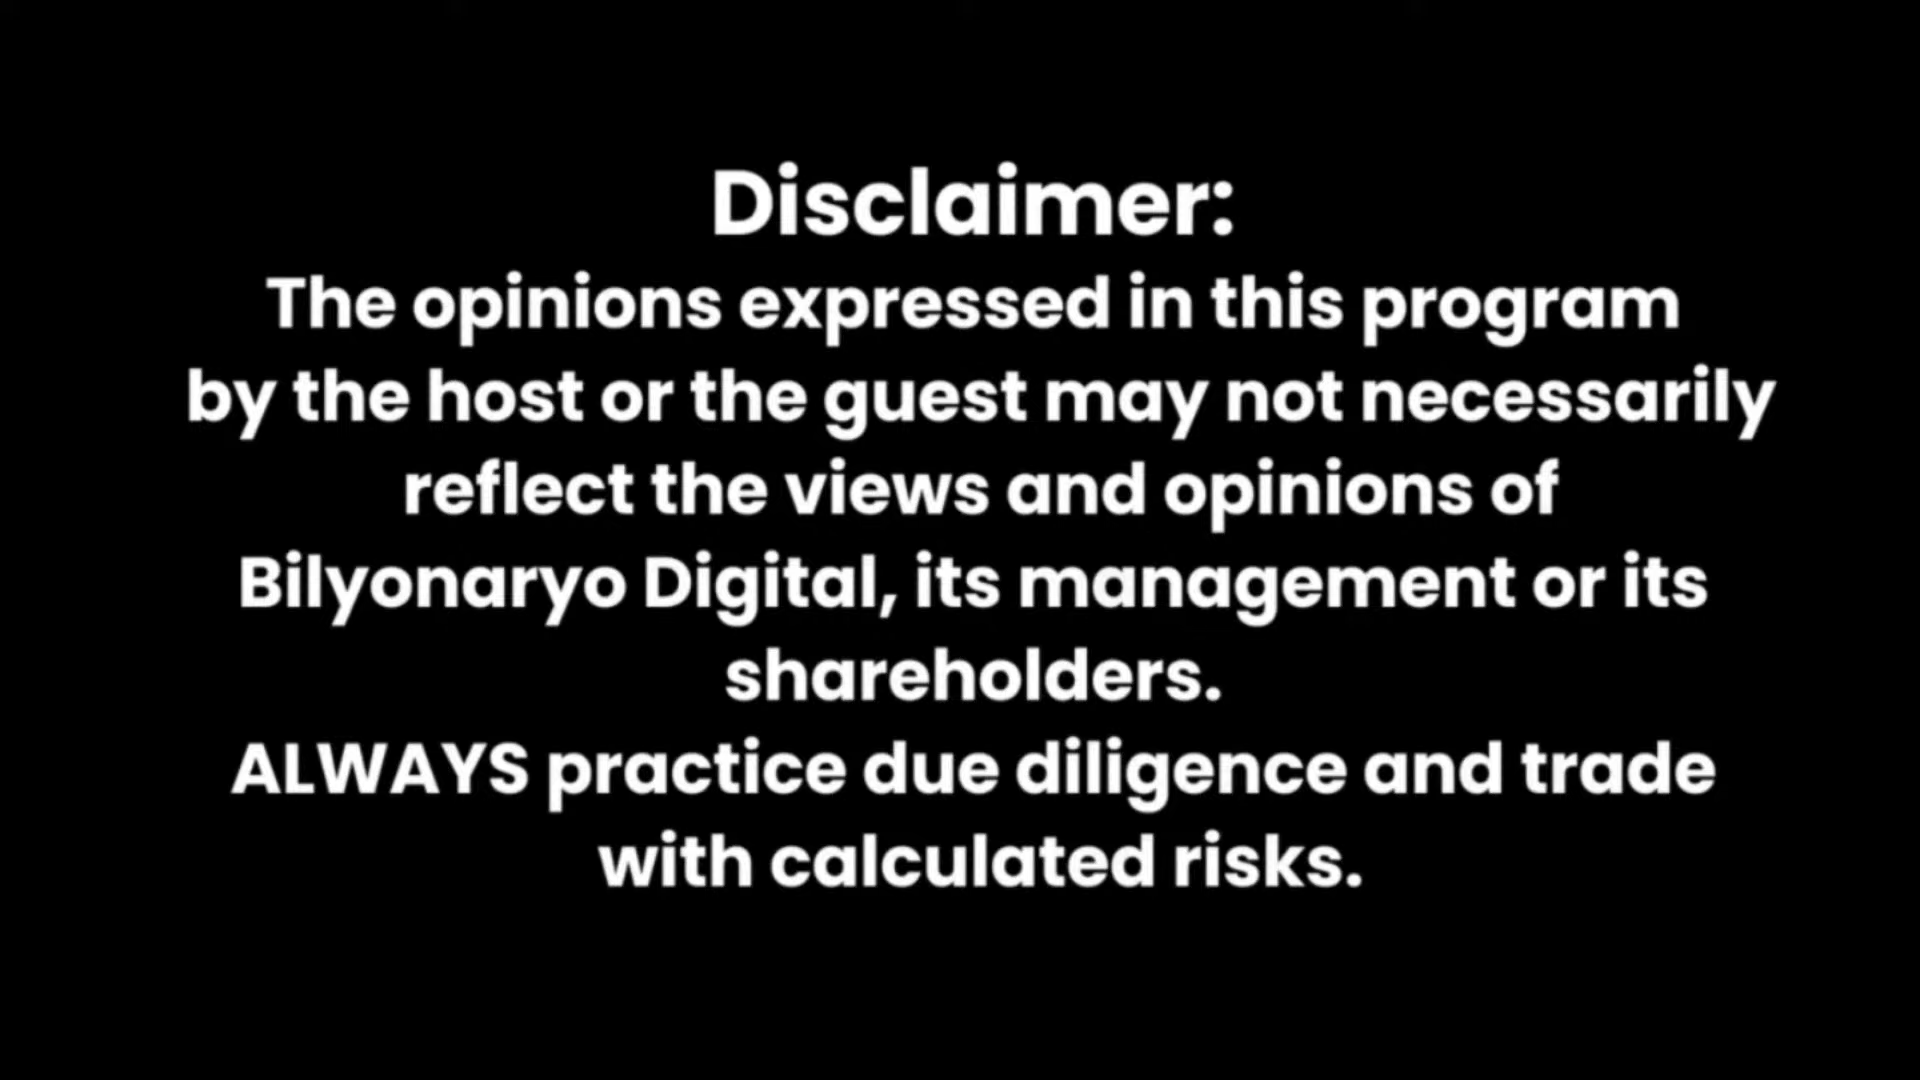 Disclaimer:
The opinions expressed in this program
by the host or the guest may not necessarily
reflect the views and opinions of
Bilyonaryo Digital, its management or its
shareholders.
ALWAYS practice due diligence and trade
with calculated risks.